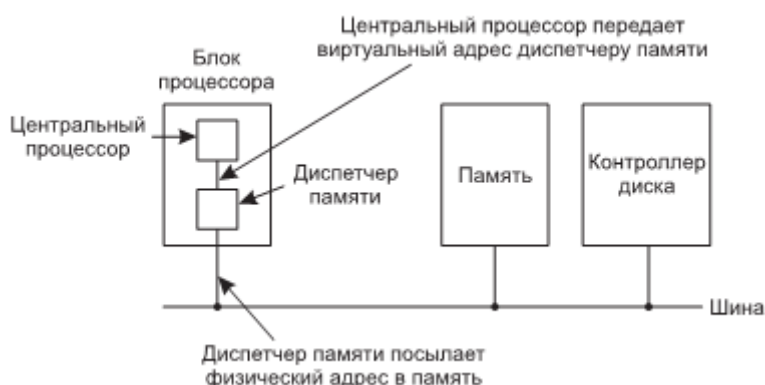 Центральный процессор передает
виртуальный адрес диспетчеру памяти
Блок
процессора
Центральный
процессор
Диспетчер
памяти
Память
Контроллер
диска
Шина
Диспетчер памяти посылает
физический адрес в память